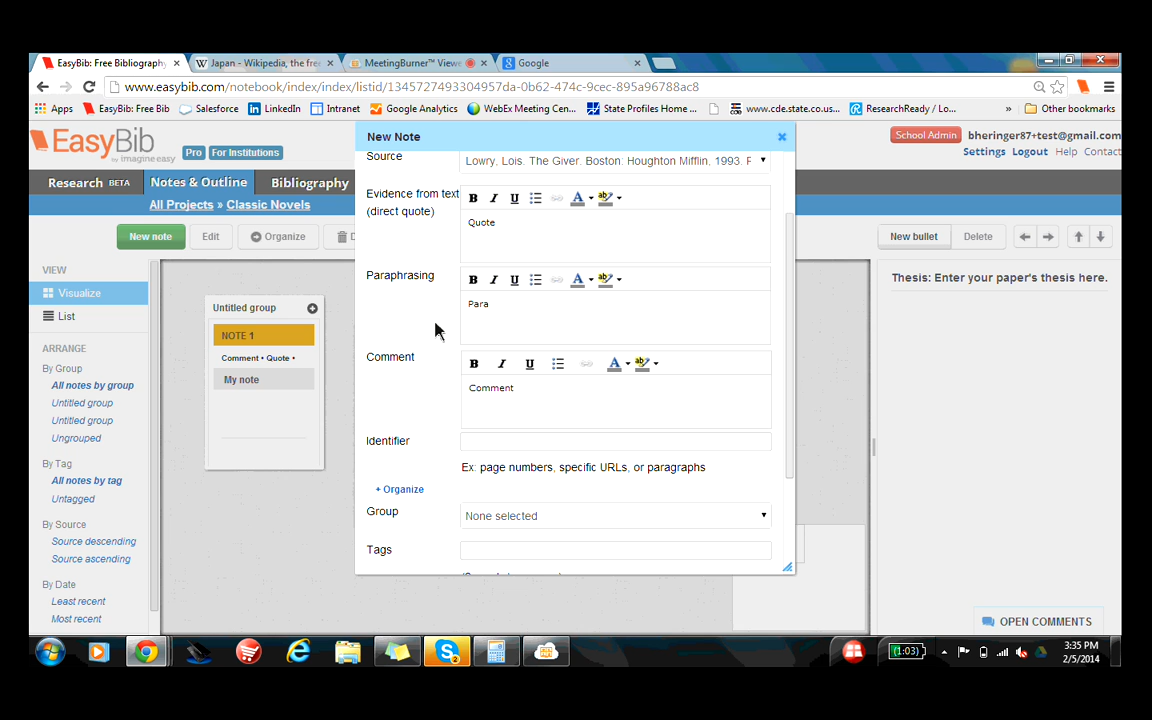 EasyBib: Free Bibliography
Japan - Wikipedia, the free
MeetingBurner™ Viewe
Google
www.easybib.com/notebook/index/index/listid/1345727493304957da-0b62-474c-9cec-895a96788ac8
Apps
EasyBib: Free Bib
Salesforce
LinkedIn
Intranet
Google Analytics
WebEx Meeting Cen...
State Profiles Home ...
www.cde.state.co.us...
ResearchReady / Lo...
»
Other bookmarks
EasyBib
by imagine easy
Pro
For Institutions
School Admin
bheringer87+test@gmail.com
Settings Logout Help Contact
Research BETA
Notes & Outline
Bibliography
All Projects » Classic Novels
New note
Edit
Organize
D
New bullet
Delete
VIEW
Visualize
List
ARRANGE
By Group
All notes by group
Untitled group
Untitled group
Ungrouped
By Tag
All notes by tag
Untagged
By Source
Source descending
Source ascending
By Date
Least recent
Most recent
Untitled group
NOTE 1
Comment • Quote •
My note
New Note
Source
Lowry, Lois. The Giver. Boston: Houghton Mifflin, 1993. P
Evidence from text
(direct quote)
B I U A ab
Quote
Paraphrasing
B I U A ab
Para
Comment
B I U A ab
Comment
Identifier
Ex: page numbers, specific URLs, or paragraphs
+ Organize
Group
None selected
Tags
Thesis: Enter your paper's thesis here.
OPEN COMMENTS
(1:03)
3:35 PM
2/5/2014